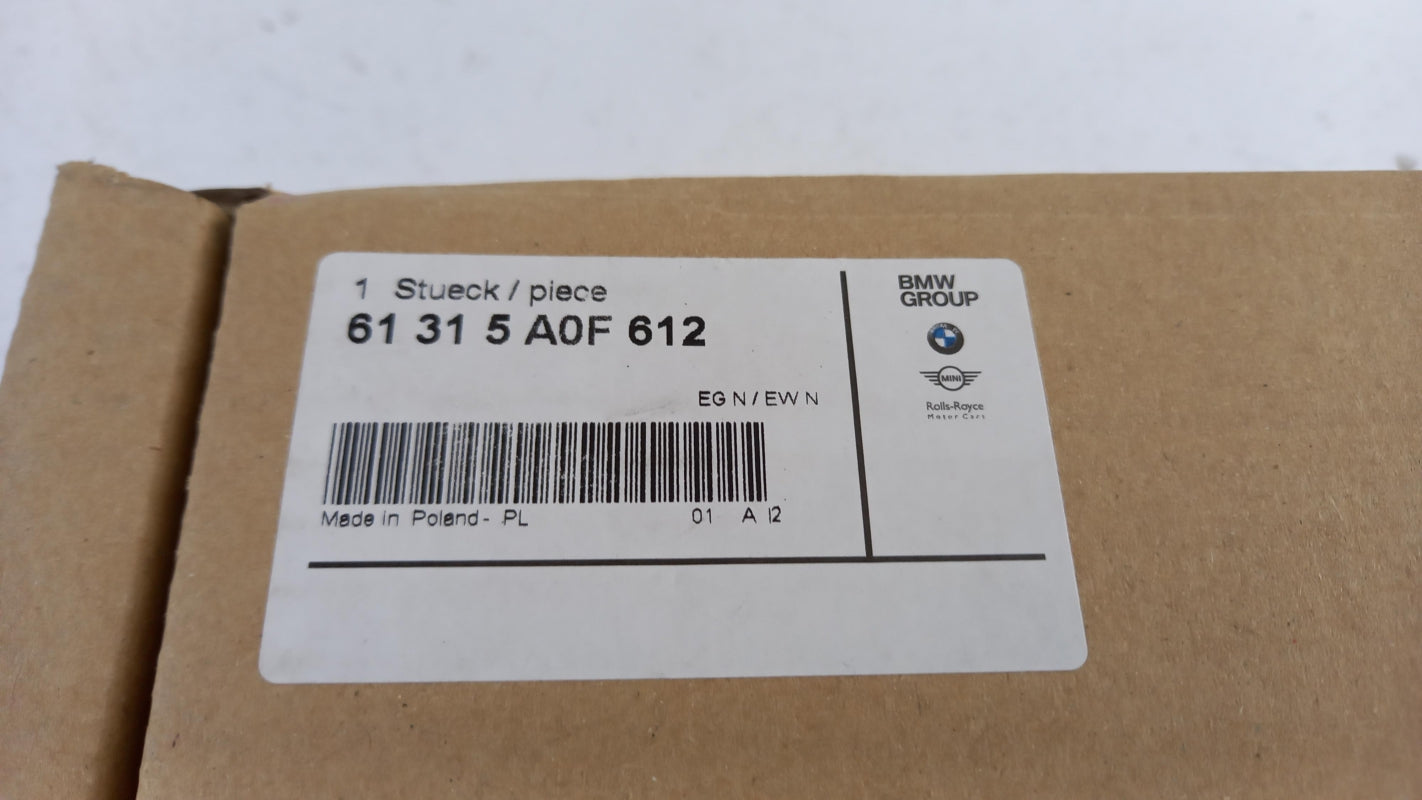 1 Stueck / piece
61 31 5 A0F 612
EG N / EW N
Made in Poland - PL
01 A I2
BMW
GROUP
MINI
Rolls-Royce
Motor Cars